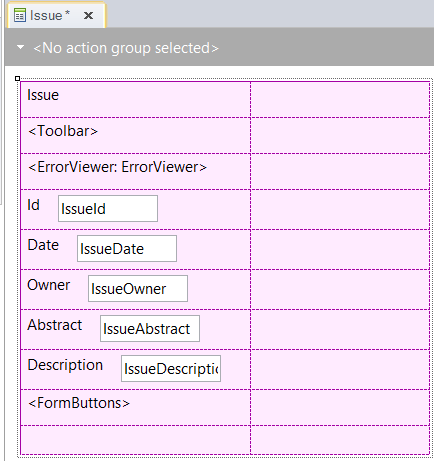 Issue *
<No action group selected>
Issue
<Toolbar>
<ErrorViewer: ErrorViewer>
Id IssueId
Date IssueDate
Owner IssueOwner
Abstract IssueAbstract
Description IssueDescriptio
<FormButtons>